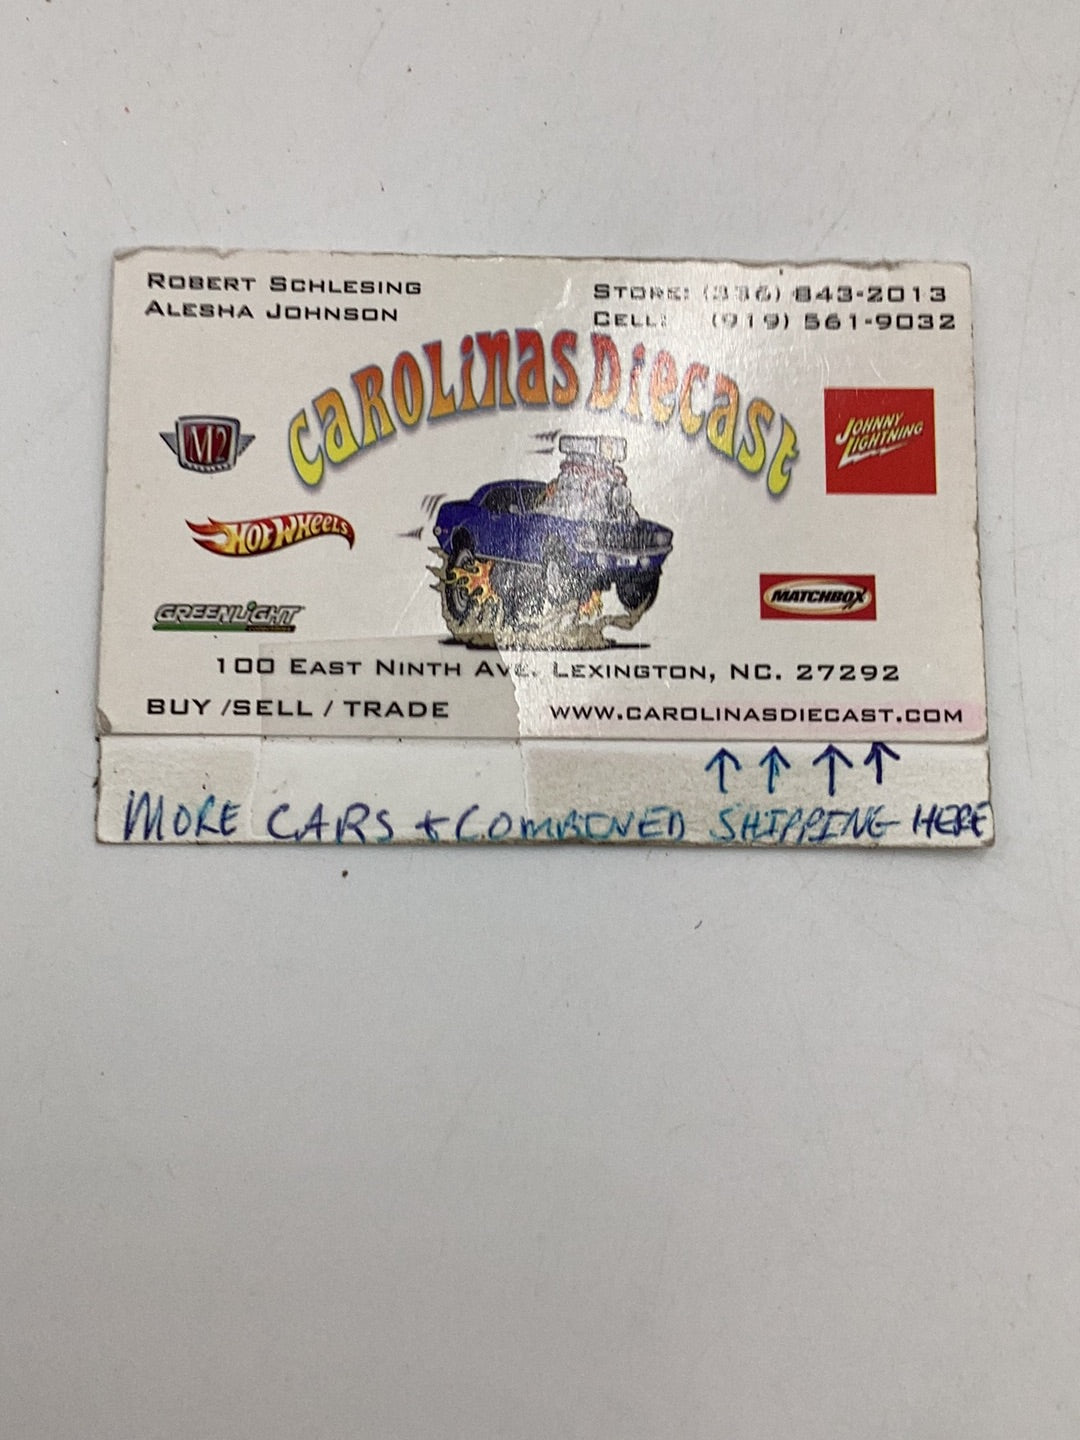 ROBERT SCHLESING
ALESHA JOHNSON
STORE: (336) 843-2013
CELL: (919) 561-9032
CAROLINAS DIECAST
M2
JOHNNY LIGHTNING
HOT WHEELS
GREENLIGHT
MATCHBOX
100 EAST NINTH AVE. LEXINGTON, NC. 27292
BUY /SELL / TRADE
WWW.CAROLINASDIECAST.COM
MORE CARS + COMBINED SHIPPING HERE